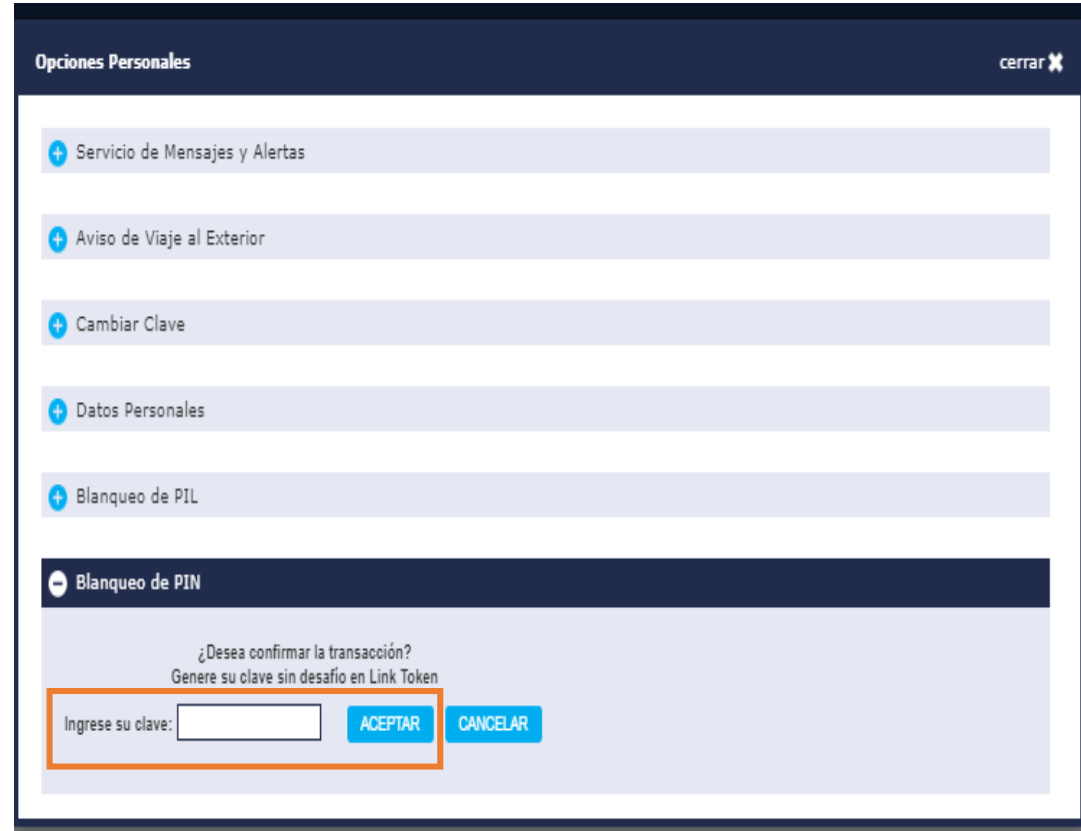 Opciones Personales
cerrar ✖
Servicio de Mensajes y Alertas
Aviso de Viaje al Exterior
Cambiar Clave
Datos Personales
Blanqueo de PIL
Blanqueo de PIN
¿Desea confirmar la transacción?
Genere su clave sin desafío en Link Token
Ingrese su clave: ACEPTAR CANCELAR